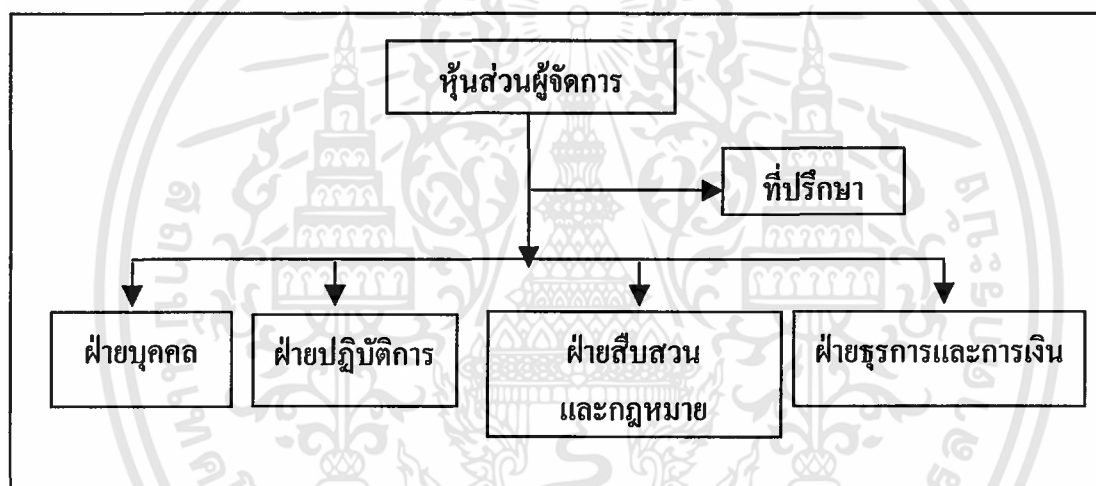 หุ้นส่วนผู้จัดการ
ที่ปรึกษา
ฝ่ายบุคคล
ฝ่ายปฏิบัติการ
ฝ่ายสืบสวน
และกฎหมาย
ฝ่ายธุรการและการเงิน